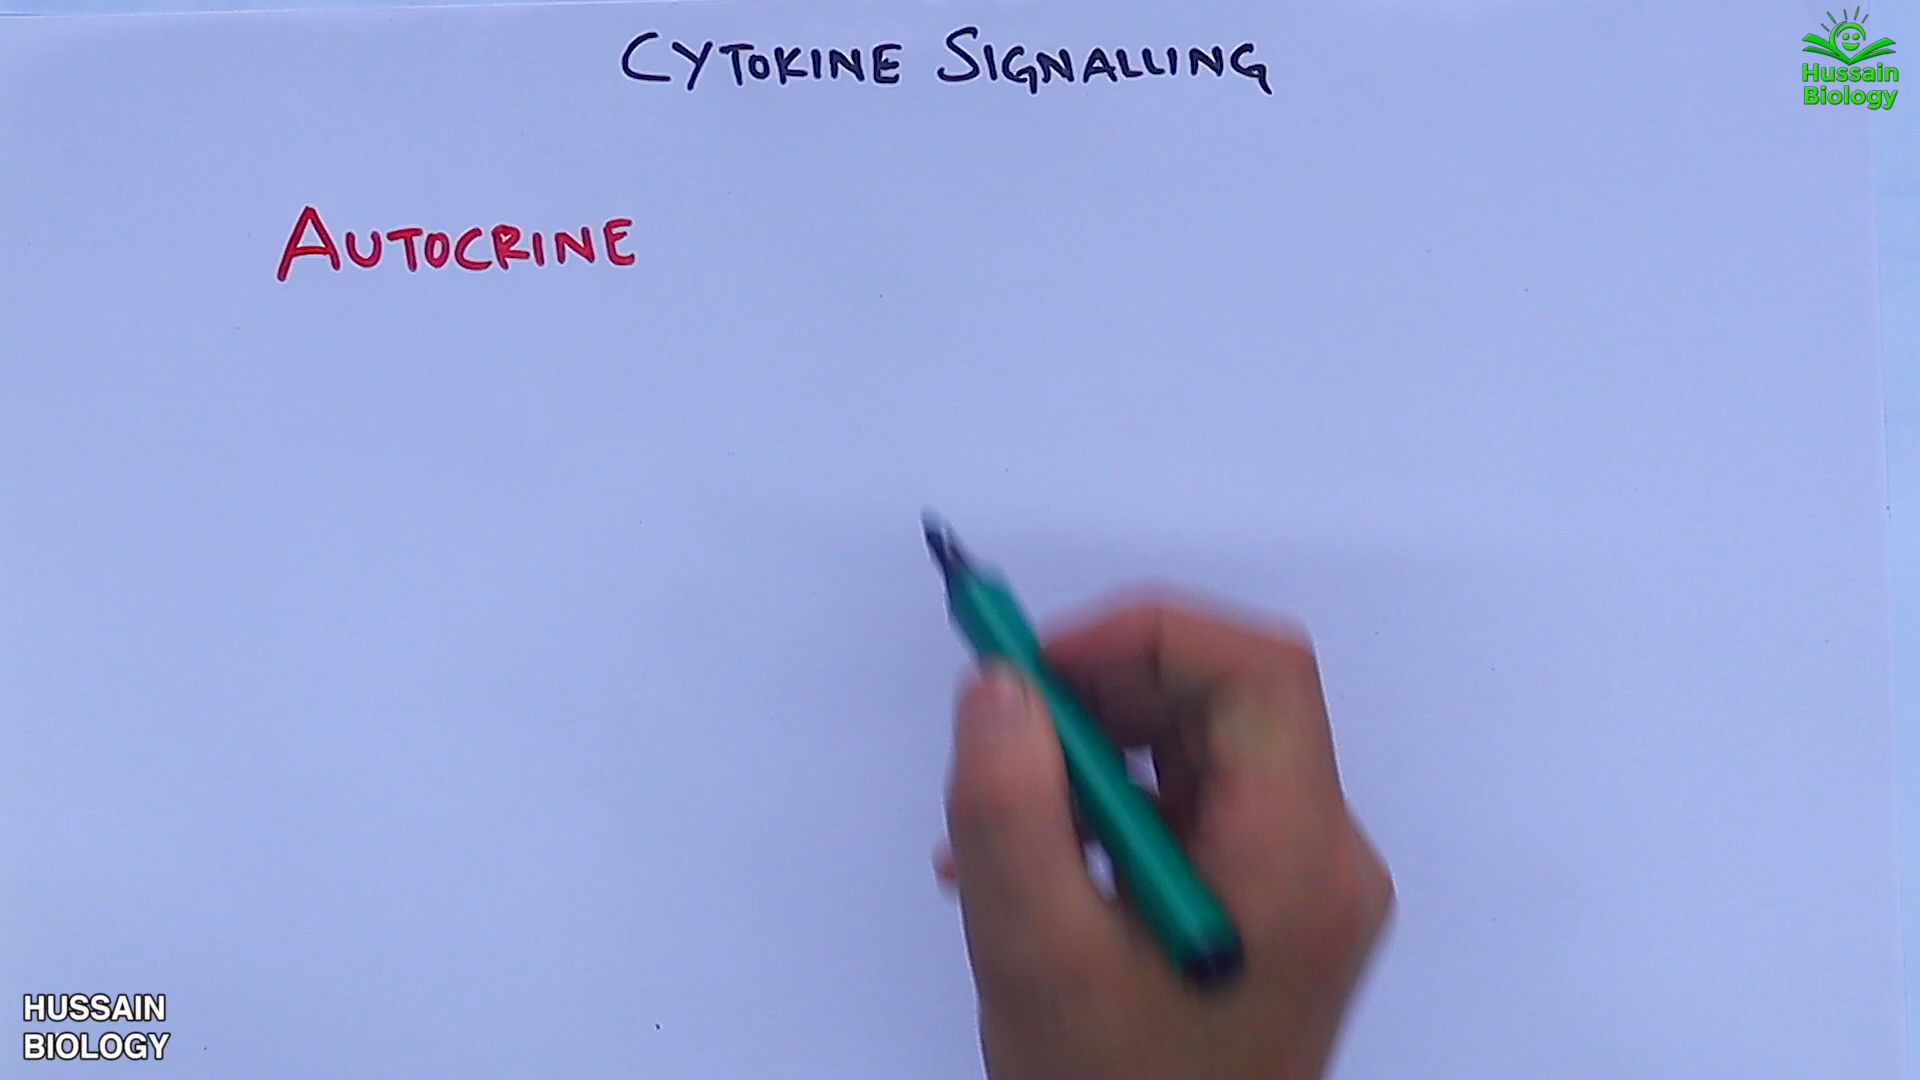 CYTOKINE SIGNALLING
Hussain
Biology
AUTOCRINE
HUSSAIN
BIOLOGY